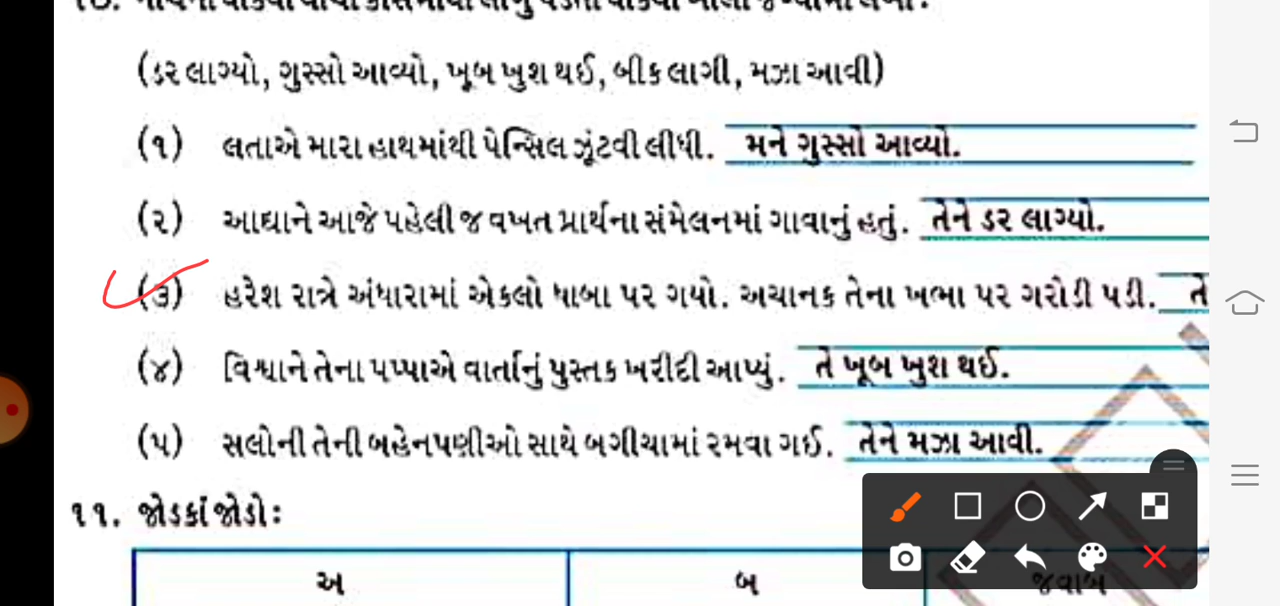 (ડર લાગ્યો, ગુસ્સો આવ્યો, ખૂબ ખુશ થઈ, બીક લાગી, મઝા આવી)
(૧) લતાએ મારા હાથમાંથી પેન્સિલ ઝૂંટવી લીધી. મને ગુસ્સો આવ્યો.
(૨) આદ્યાને આજે પહેલી જ વખત પ્રાર્થના સંમેલનમાં ગાવાનું હતું. તેને ડર લાગ્યો.
(૩) હરેશ રાત્રે અંધારામાં એકલો ધાબા પર ગયો. અચાનક તેના ખભા પર ગરોડી પડી. તે
(૪) વિશ્વાને તેના પપ્પાએ વાર્તાનું પુસ્તક ખરીદી આપ્યું. તે ખૂબ ખુશ થઈ.
(૫) સલોની તેની બહેનપણીઓ સાથે બગીચામાં રમવા ગઈ. તેને મઝા આવી.
૧૧. જોડકાં જોડો:
અ બ જવાબ